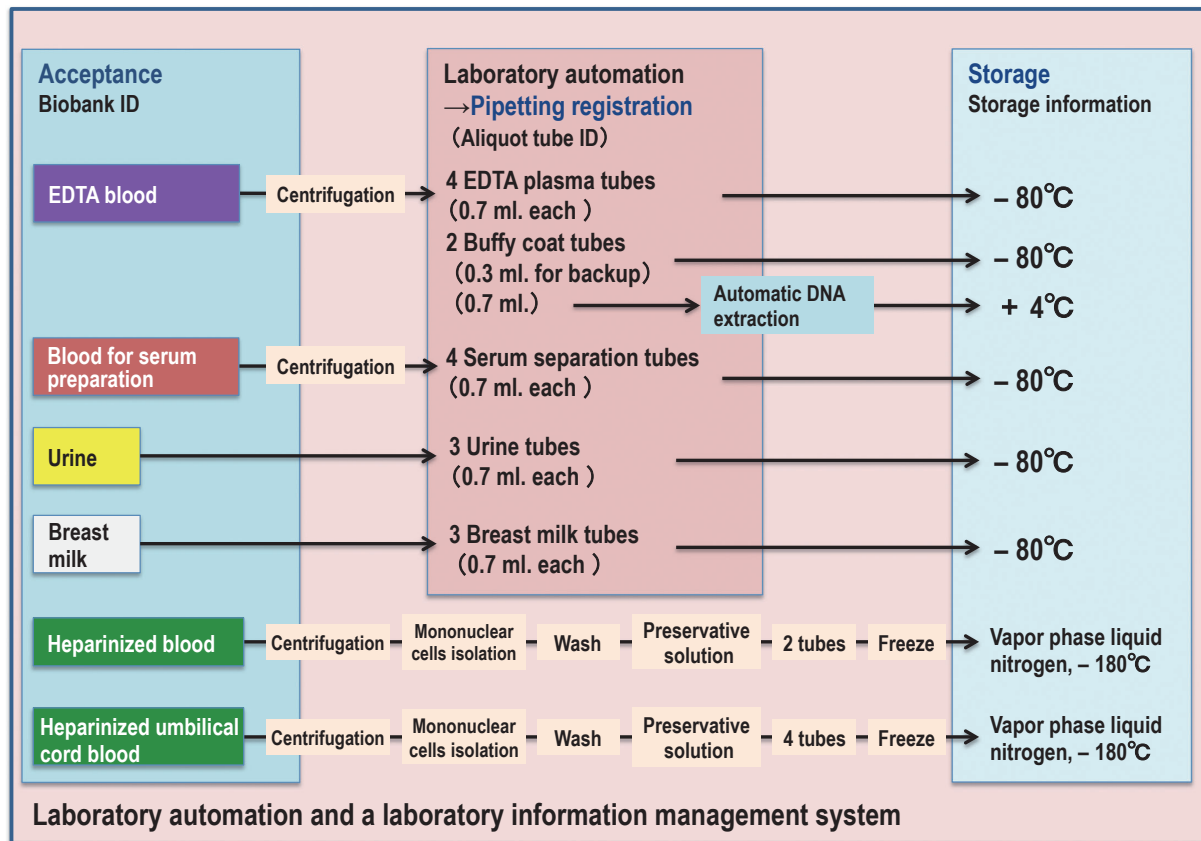 Acceptance
Biobank ID
Laboratory automation
→Pipetting registration
(Aliquot tube ID)
Storage
Storage information
EDTA blood
Centrifugation
4 EDTA plasma tubes
(0.7 ml. each )
– 80℃
2 Buffy coat tubes
(0.3 ml. for backup)
– 80℃
(0.7 ml.)
Automatic DNA
extraction
+ 4℃
Blood for serum
preparation
Centrifugation
4 Serum separation tubes
(0.7 ml. each )
– 80℃
Urine
3 Urine tubes
(0.7 ml. each )
– 80℃
Breast
milk
3 Breast milk tubes
(0.7 ml. each )
– 80℃
Heparinized blood
Centrifugation
Mononuclear
cells isolation
Wash
Preservative
solution
2 tubes
Freeze
Vapor phase liquid
nitrogen, – 180℃
Heparinized umbilical
cord blood
Centrifugation
Mononuclear
cells isolation
Wash
Preservative
solution
4 tubes
Freeze
Vapor phase liquid
nitrogen, – 180℃
Laboratory automation and a laboratory information management system